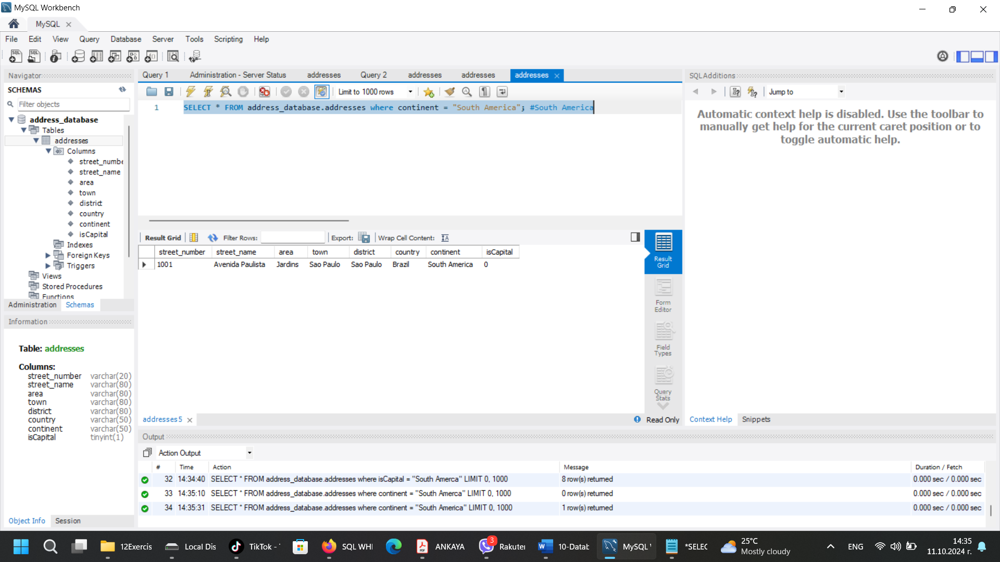 MySQL Workbench
MySQL
File Edit View Query Database Server Tools Scripting Help
Navigator
SCHEMAS
Filter objects
address_database
Tables
addresses
Columns
street_numbe
street_name
area
town
district
country
continent
isCapital
Indexes
Foreign Keys
Triggers
Views
Stored Procedures
Functions
Administration Schemas
Information
Table: addresses
Columns:
street_number varchar(20)
street_name varchar(80)
area varchar(80)
town varchar(80)
district varchar(80)
country varchar(50)
continent varchar(50)
isCapital tinyint(1)
Object Info Session
Query 1 Administration - Server Status addresses Query 2 addresses addresses addresses
Limit to 1000 rows
1 SELECT * FROM address_database.addresses where continent = "South America"; #South America
Result Grid Filter Rows: Export: Wrap Cell Content:
street_number street_name area town district country continent isCapital
1001 Avenida Paulista Jardins Sao Paulo Sao Paulo Brazil South America 0
Result
Grid
Form
Editor
Field
Types
Query
Stats
addresses5
Read Only
SQLAdditions
Jump to
Automatic context help is disabled. Use the toolbar to
manually get help for the current caret position or to
toggle automatic help.
Context Help Snippets
Output
Action Output
# Time Action Message Duration / Fetch
32 14:34:40 SELECT * FROM address_database.addresses where isCapital = "South Amerca" LIMIT 0, 1000 8 row(s) returned 0.000 sec / 0.000 sec
33 14:35:10 SELECT * FROM address_database.addresses where continent = "South Amerca" LIMIT 0, 1000 0 row(s) returned 0.000 sec / 0.000 sec
34 14:35:31 SELECT * FROM address_database.addresses where continent = "South America" LIMIT 0, 1000 1 row(s) returned 0.000 sec / 0.000 sec
12Exercis Local Dis TikTok - SQL WHI ANKAYA 3 Rakuter 10-Datab MySQL *SELEC
25°C
Mostly cloudy
ENG
14:35
11.10.2024 г.